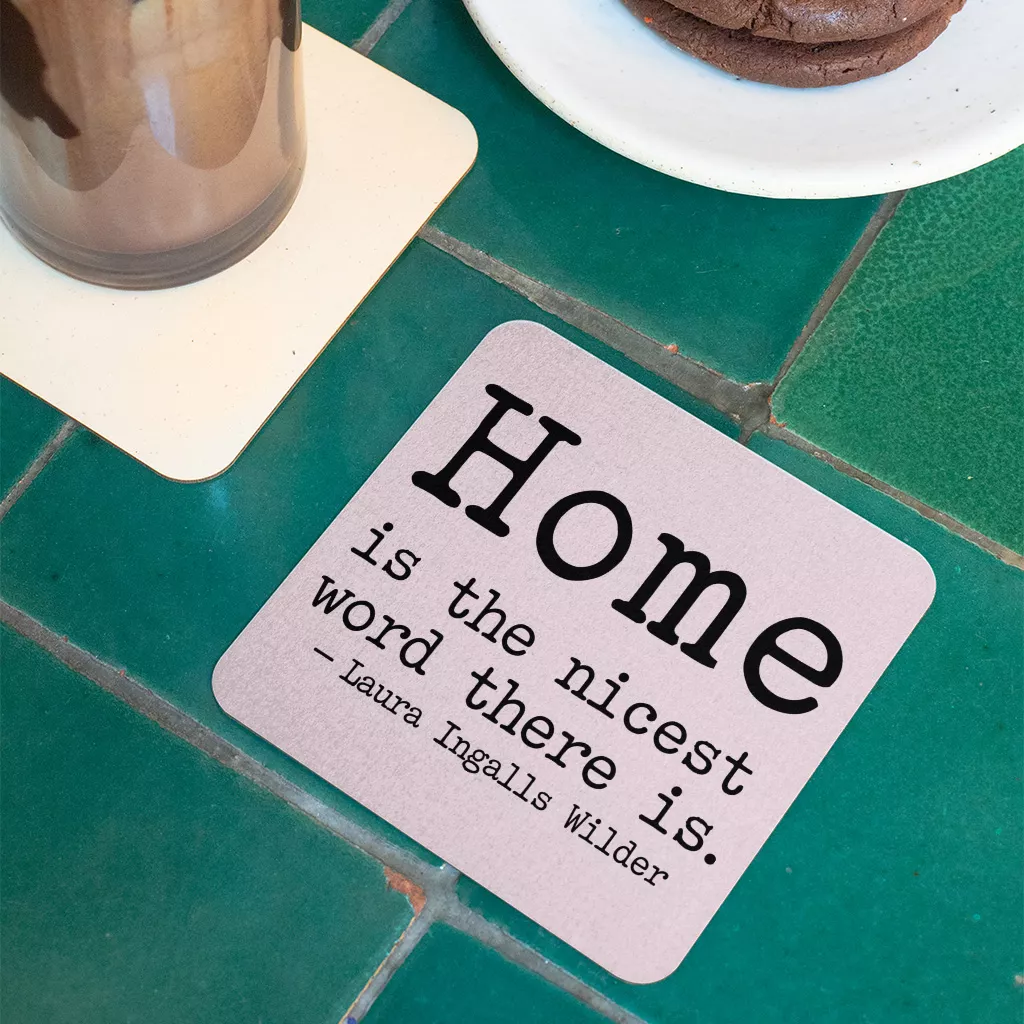 Home
is the nicest
word there is.
– Laura Ingalls Wilder